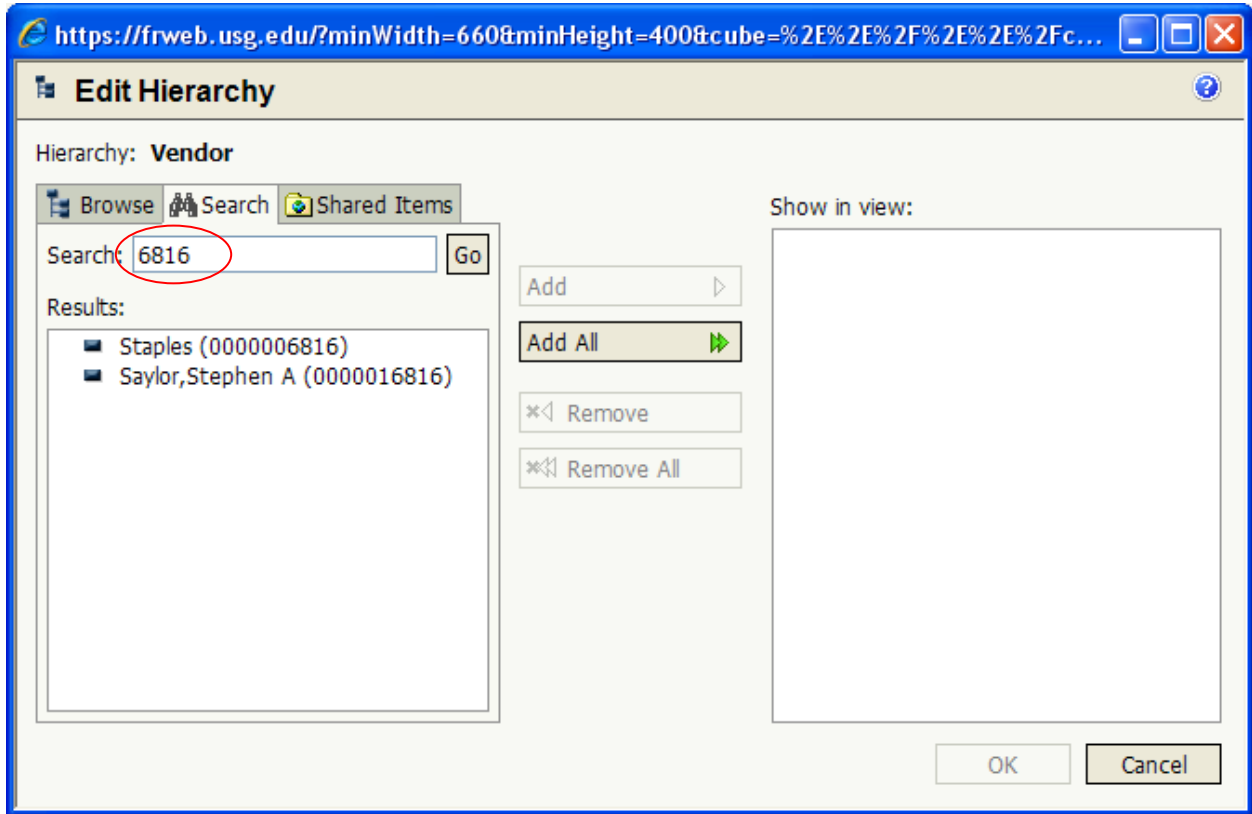 https://frweb.usg.edu/?minWidth=660&minHeight=400&cube=%2E%2E%2F%2E%2E%2Fc...
Edit Hierarchy
Hierarchy: Vendor
Browse Search Shared Items
Search: 6816 Go
Results:
Staples (0000006816)
Saylor,Stephen A (0000016816)
Add
Add All
Remove
Remove All
Show in view:
OK Cancel